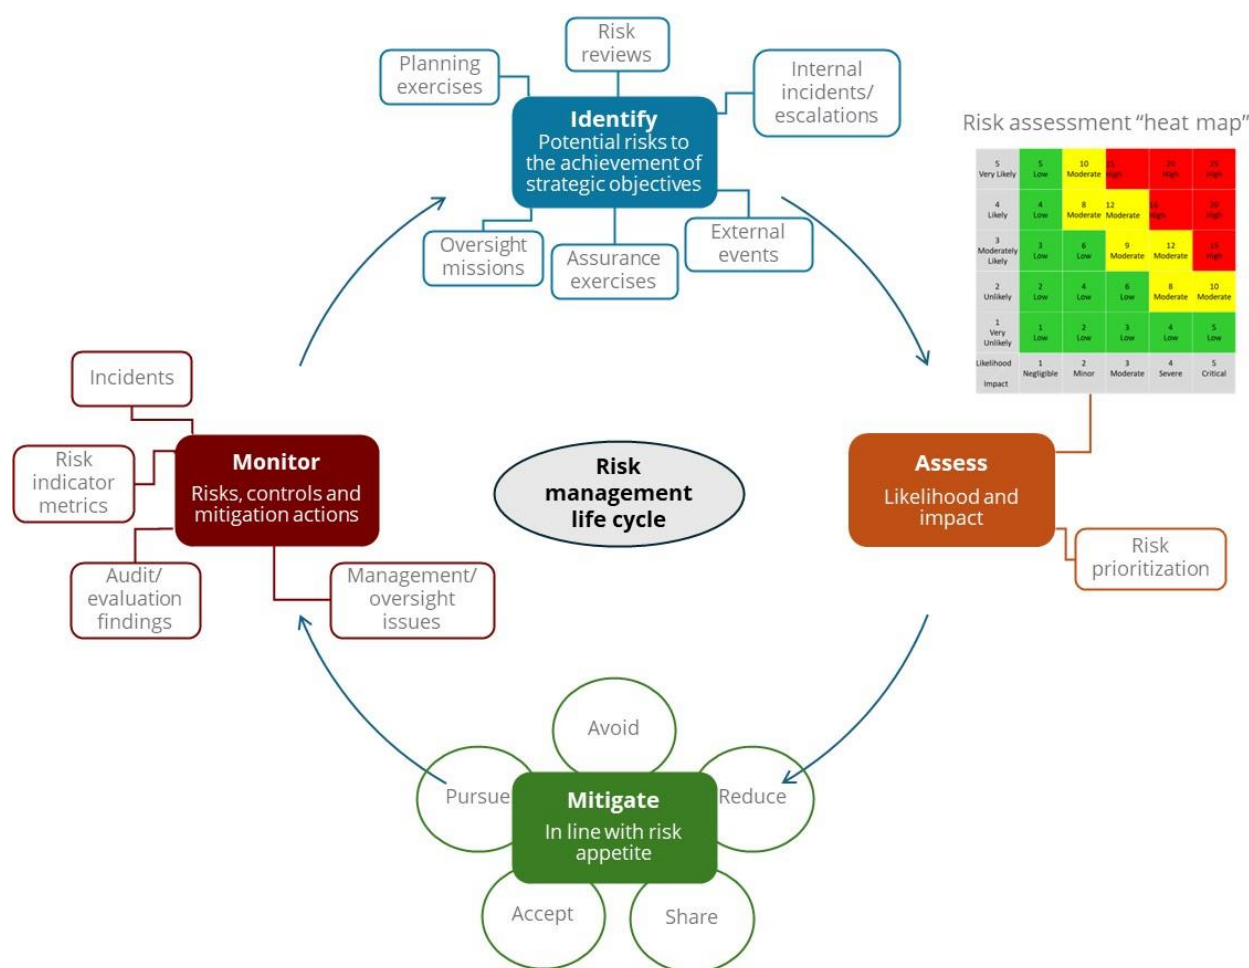 Risk
reviews
Planning
exercises
Internal
incidents/
escalations
Identify
Potential risks to
the achievement of
strategic objectives
Oversight
missions
Assurance
exercises
External
events
Risk assessment “heat map”
5
Very Likely
5
Low
10
Moderate
15
High
20
High
25
High
4
Likely
4
Low
8
Moderate
12
Moderate
16
High
20
High
3
Moderately
Likely
3
Low
6
Low
9
Moderate
12
Moderate
15
High
2
Unlikely
2
Low
4
Low
6
Low
8
Moderate
10
Moderate
1
Very
Unlikely
1
Low
2
Low
3
Low
4
Low
5
Low
Likelihood
Impact
1
Negligible
2
Minor
3
Moderate
4
Severe
5
Critical
Assess
Likelihood and
impact
Risk
prioritization
Risk
management
life cycle
Incidents
Risk
indicator
metrics
Monitor
Risks, controls and
mitigation actions
Audit/
evaluation
findings
Management/
oversight
issues
Avoid
Pursue
Reduce
Mitigate
In line with risk
appetite
Accept
Share